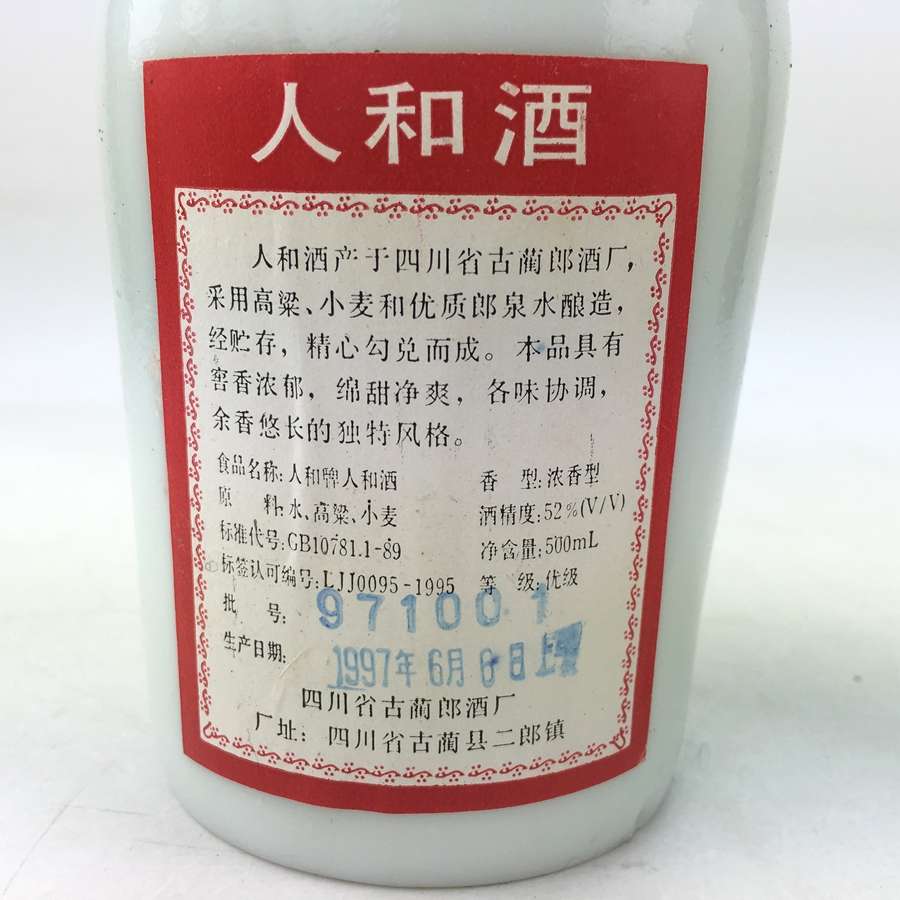 人和酒
人和酒产于四川省古蔺郎酒厂,
采用高粱、小麦和优质郎泉水酿造,
经贮存,精心勾兑而成。本品具有
窖香浓郁,绵甜净爽,各味协调,
余香悠长的独特风格。
食品名称:人和牌人和酒 香 型:浓香型
原 料:水、高粱、小麦 酒精度:52%(V/V)
标准代号:GB10781.1-89 净含量:500mL
标签认可编号:LJJ0095-1995 等 级:优级
批 号:971001
生产日期:1997年6月6日
四川省古蔺郎酒厂
厂址:四川省古蔺县二郎镇